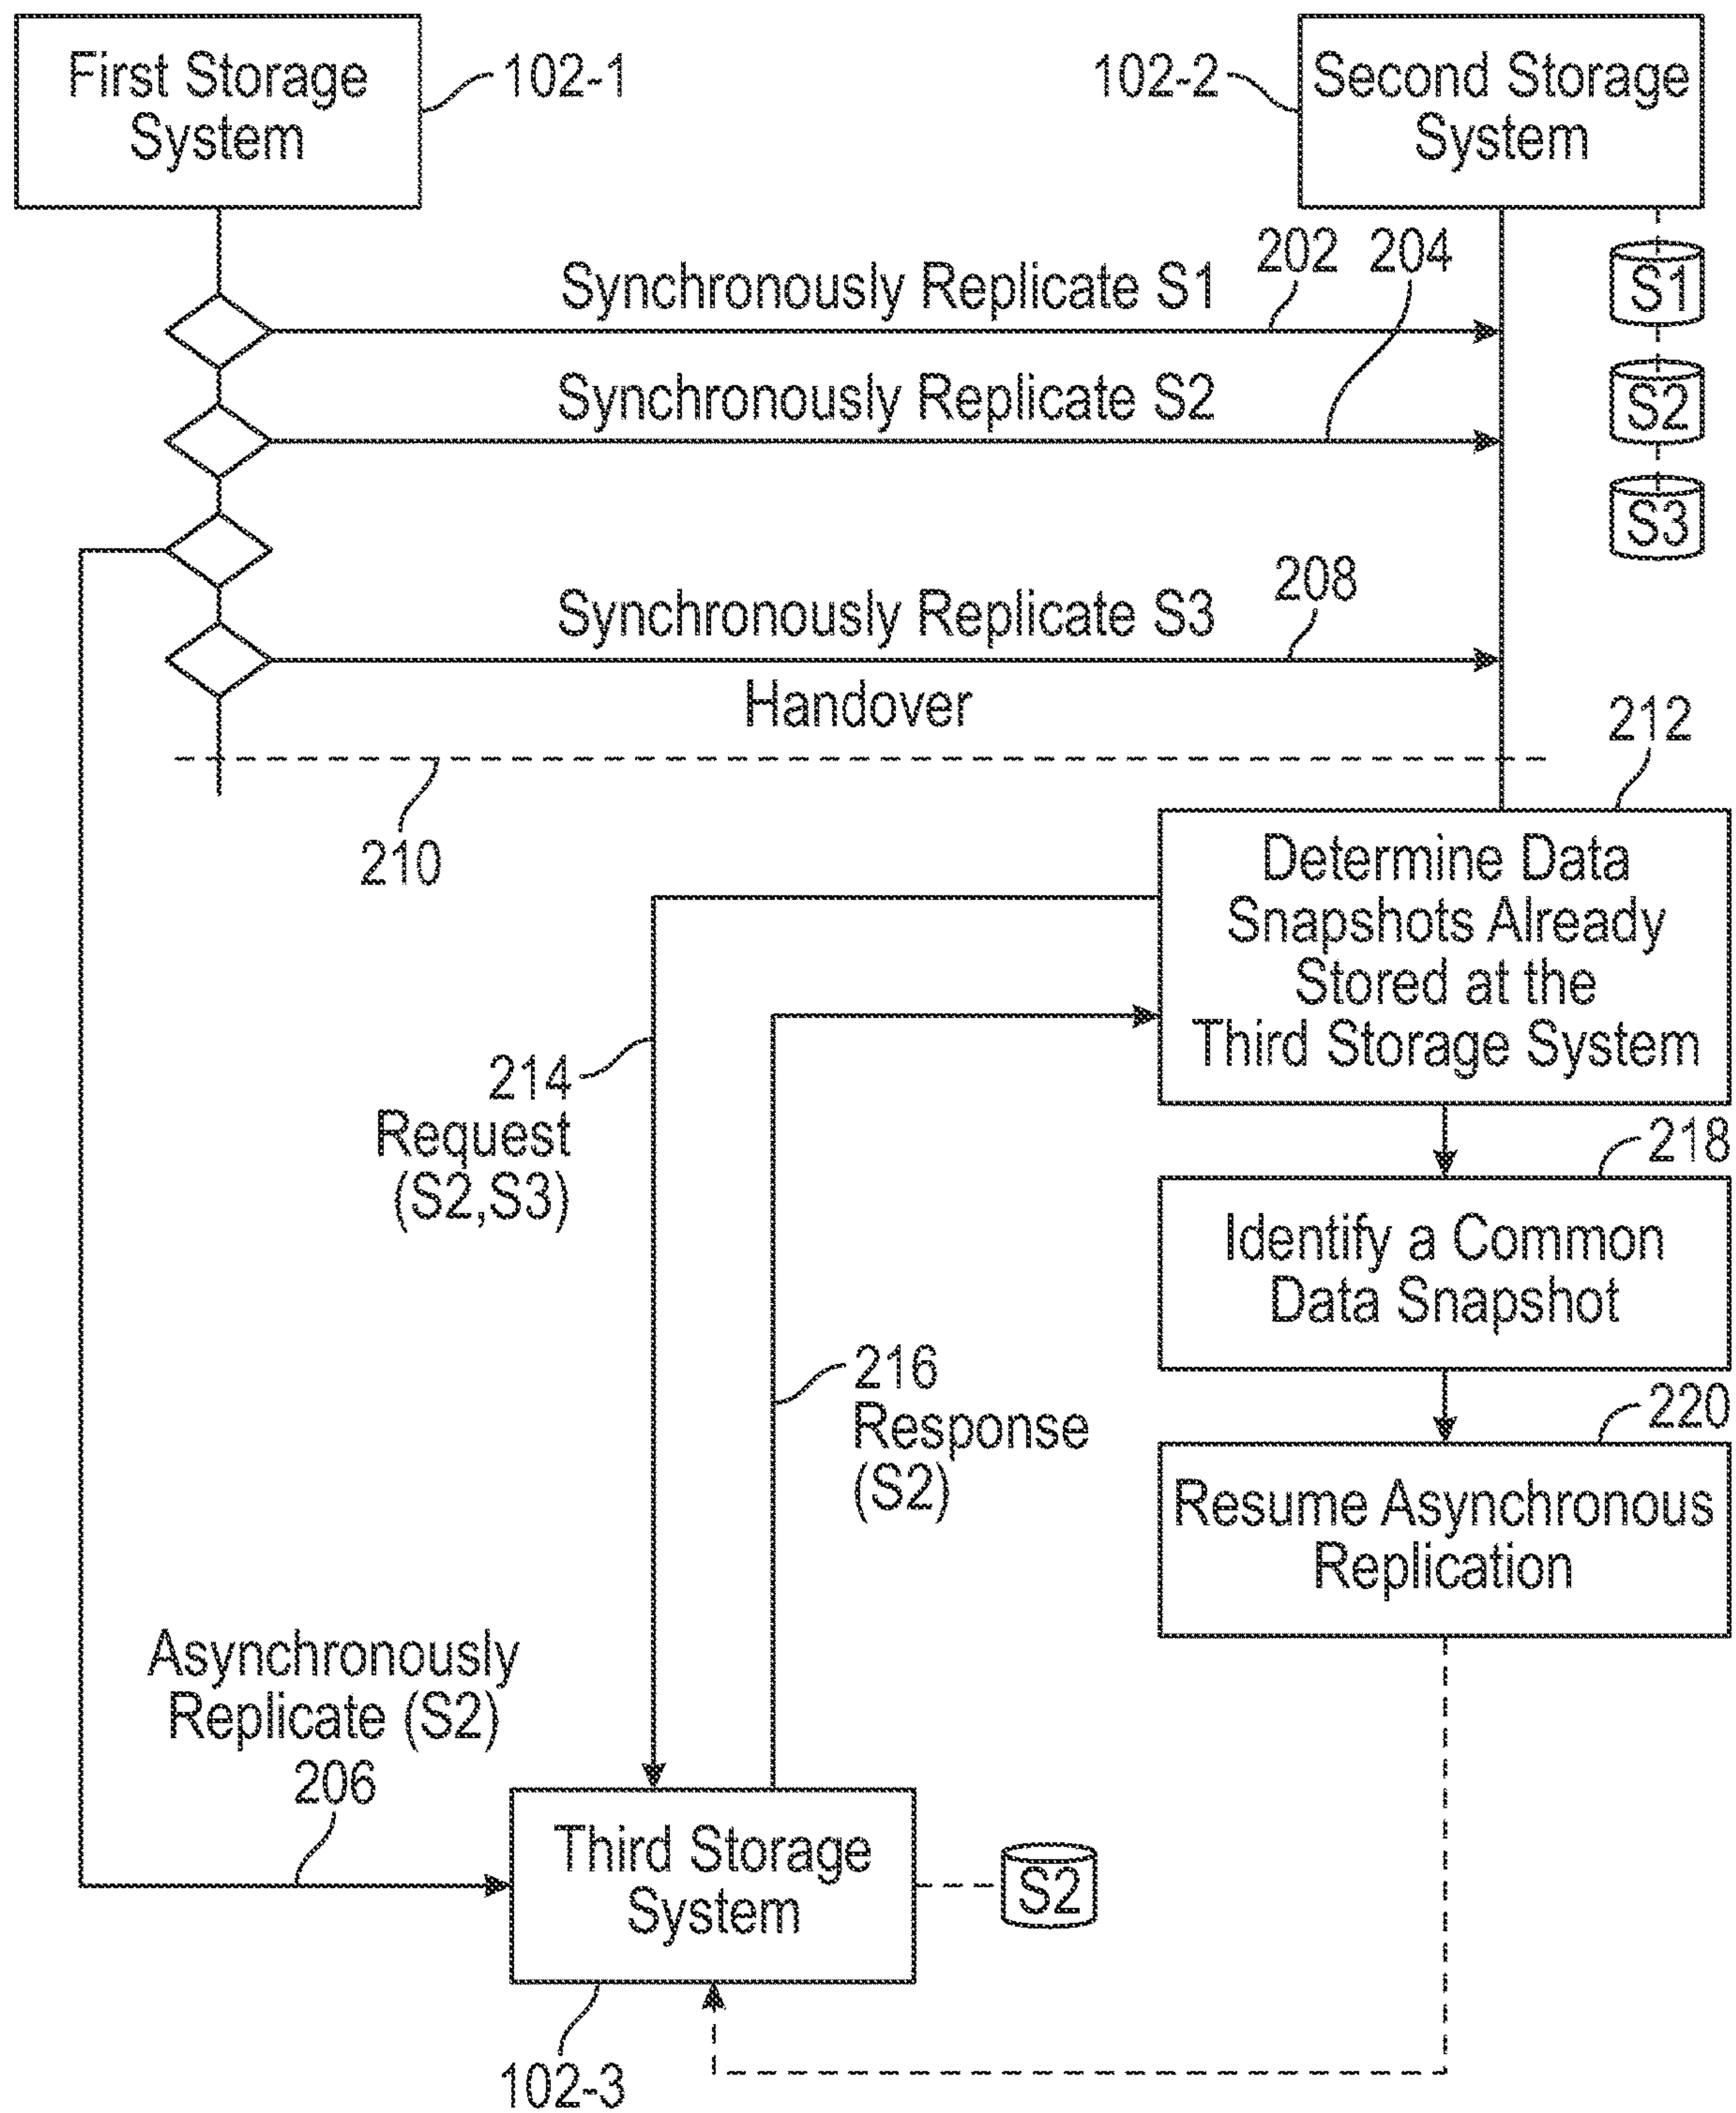 First Storage
System
102-1
102-2
Second Storage
System
202
204
Synchronously Replicate S1
S1
Synchronously Replicate S2
S2
S3
208
Synchronously Replicate S3
Handover
212
210
Determine Data
Snapshots Already
Stored at the
Third Storage System
214
Request
(S2,S3)
218
Identify a Common
Data Snapshot
216
Response
(S2)
220
Resume Asynchronous
Replication
Asynchronously
Replicate (S2)
206
Third Storage
System
S2
102-3